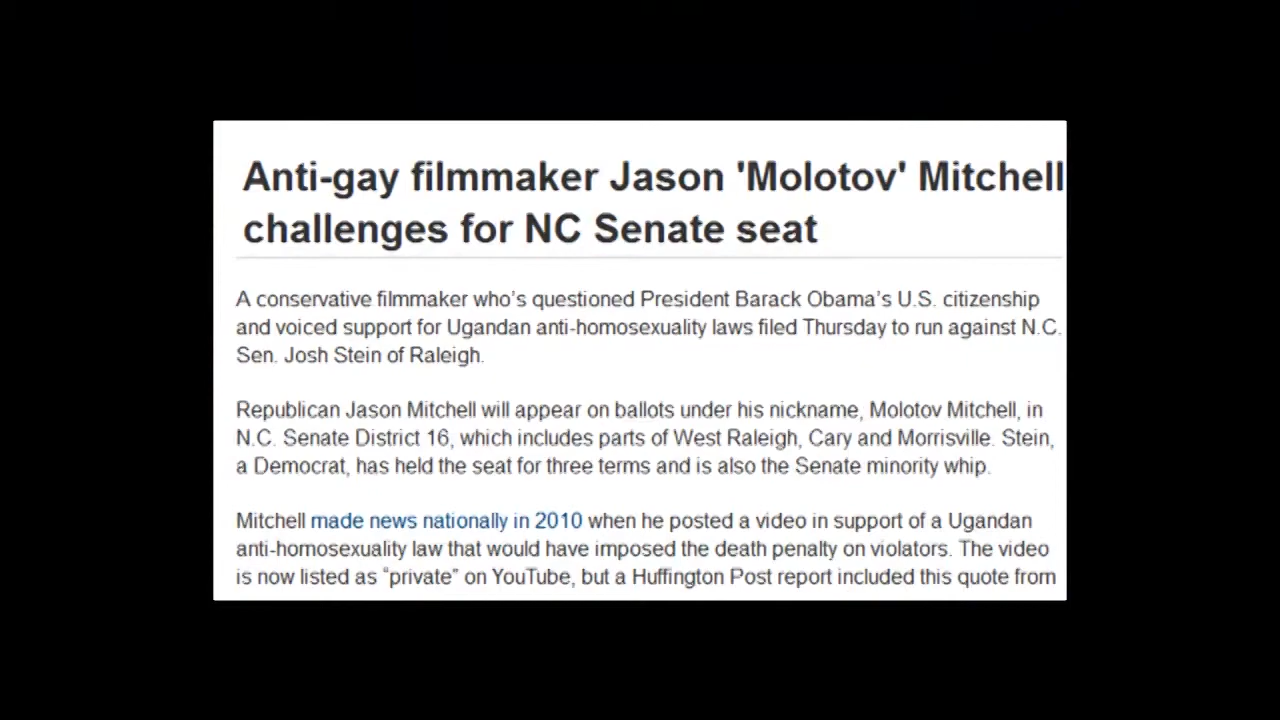 Anti-gay filmmaker Jason 'Molotov' Mitchell
challenges for NC Senate seat
A conservative filmmaker who's questioned President Barack Obama's U.S. citizenship
and voiced support for Ugandan anti-homosexuality laws filed Thursday to run against N.C.
Sen. Josh Stein of Raleigh.
Republican Jason Mitchell will appear on ballots under his nickname, Molotov Mitchell, in
N.C. Senate District 16, which includes parts of West Raleigh, Cary and Morrisville. Stein,
a Democrat, has held the seat for three terms and is also the Senate minority whip.
Mitchell made news nationally in 2010 when he posted a video in support of a Ugandan
anti-homosexuality law that would have imposed the death penalty on violators. The video
is now listed as “private” on YouTube, but a Huffington Post report included this quote from